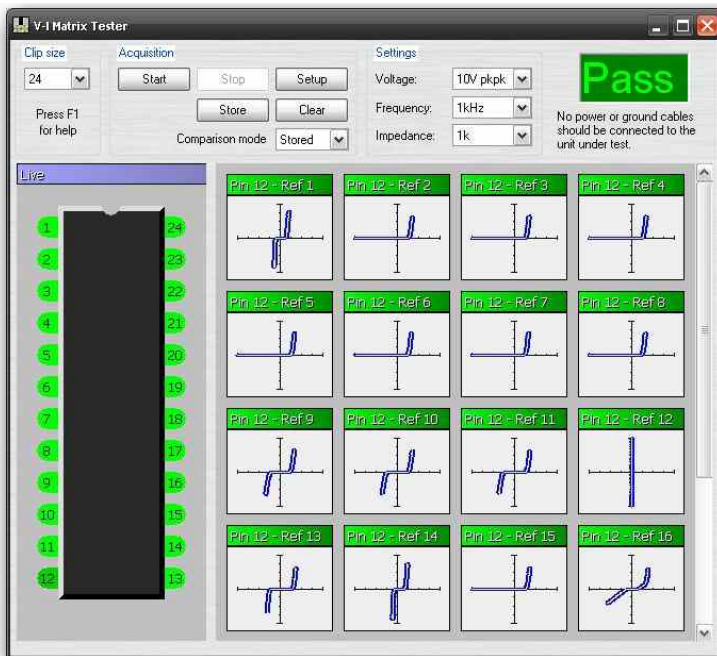 V-I Matrix Tester
Clip size
24
Press F1
for help
Acquisition
Start
Stop
Setup
Store
Clear
Comparison mode
Stored
Settings
Voltage:
10V pkpk
Frequency:
1kHz
Impedance:
1k
Pass
No power or ground cables
should be connected to the
unit under test.
Live
1
24
2
23
3
22
4
21
5
20
6
19
7
18
8
17
9
16
10
15
11
14
12
13
Pin 12 - Ref 1
Pin 12 - Ref 2
Pin 12 - Ref 3
Pin 12 - Ref 4
Pin 12 - Ref 5
Pin 12 - Ref 6
Pin 12 - Ref 7
Pin 12 - Ref 8
Pin 12 - Ref 9
Pin 12 - Ref 10
Pin 12 - Ref 11
Pin 12 - Ref 12
Pin 12 - Ref 13
Pin 12 - Ref 14
Pin 12 - Ref 15
Pin 12 - Ref 16